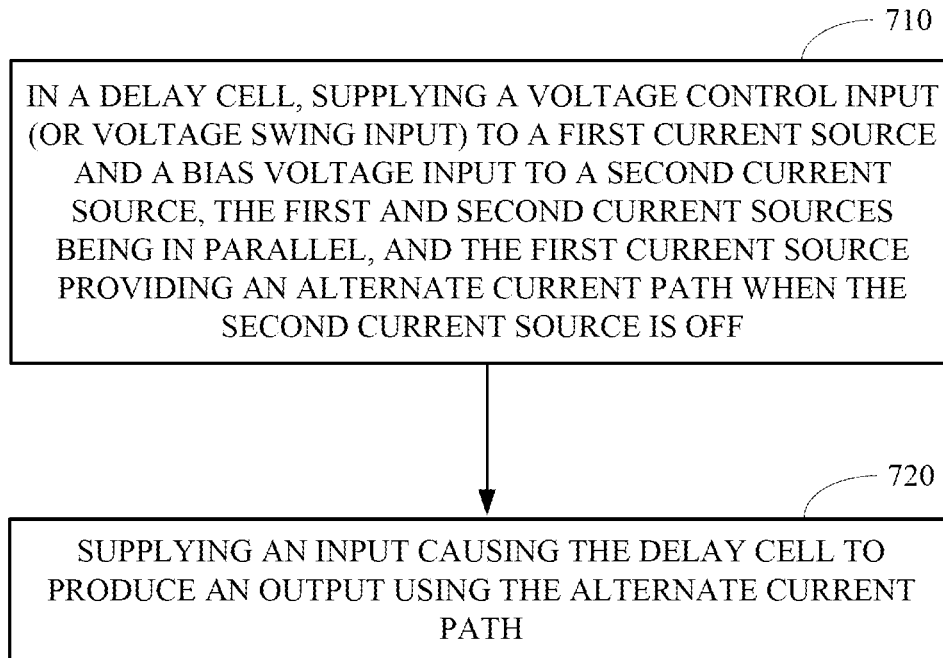 710
IN A DELAY CELL, SUPPLYING A VOLTAGE CONTROL INPUT
(OR VOLTAGE SWING INPUT) TO A FIRST CURRENT SOURCE
AND A BIAS VOLTAGE INPUT TO A SECOND CURRENT
SOURCE, THE FIRST AND SECOND CURRENT SOURCES
BEING IN PARALLEL, AND THE FIRST CURRENT SOURCE
PROVIDING AN ALTERNATE CURRENT PATH WHEN THE
SECOND CURRENT SOURCE IS OFF
720
SUPPLYING AN INPUT CAUSING THE DELAY CELL TO
PRODUCE AN OUTPUT USING THE ALTERNATE CURRENT
PATH